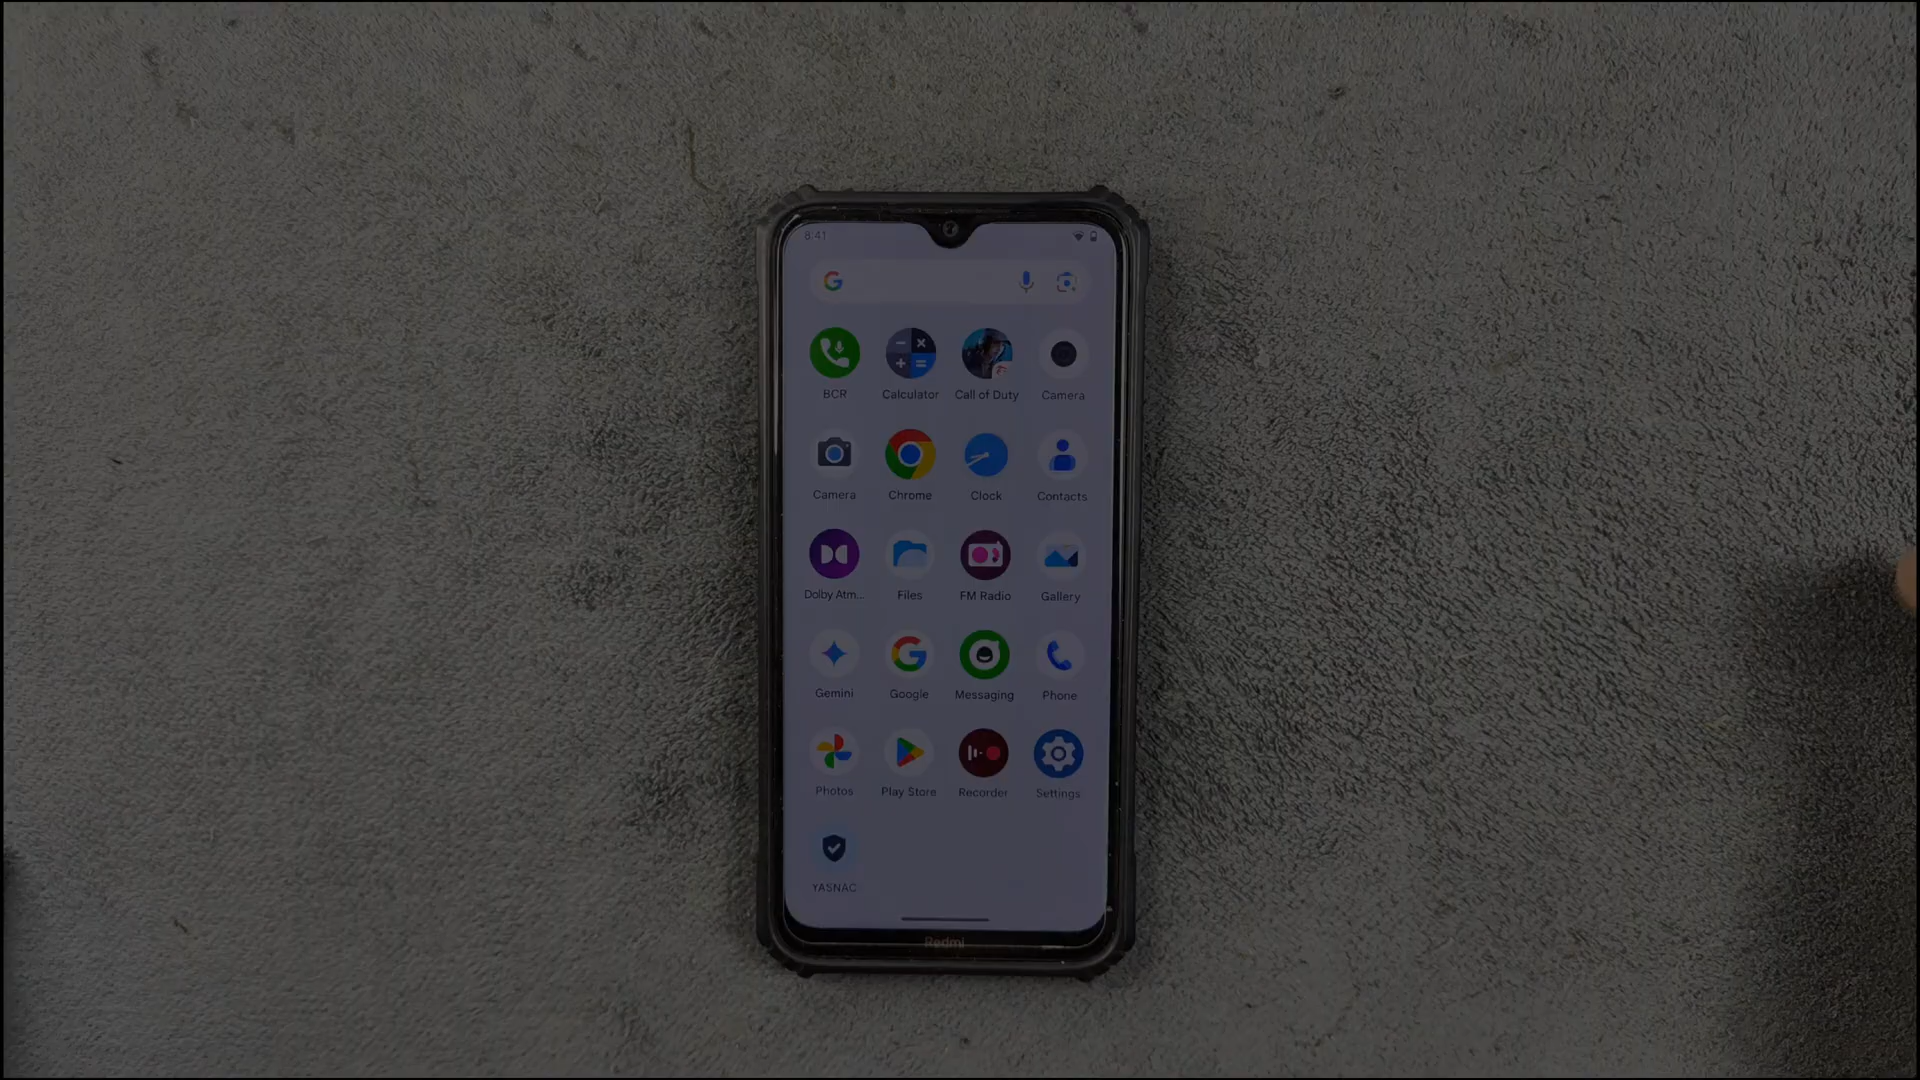 8:41
BCR Calculator Call of Duty Camera
Camera Chrome Clock Contacts
Dolby Atm... Files FM Radio Gallery
Gemini Google Messaging Phone
Photos Play Store Recorder Settings
YASNAC
Redmi